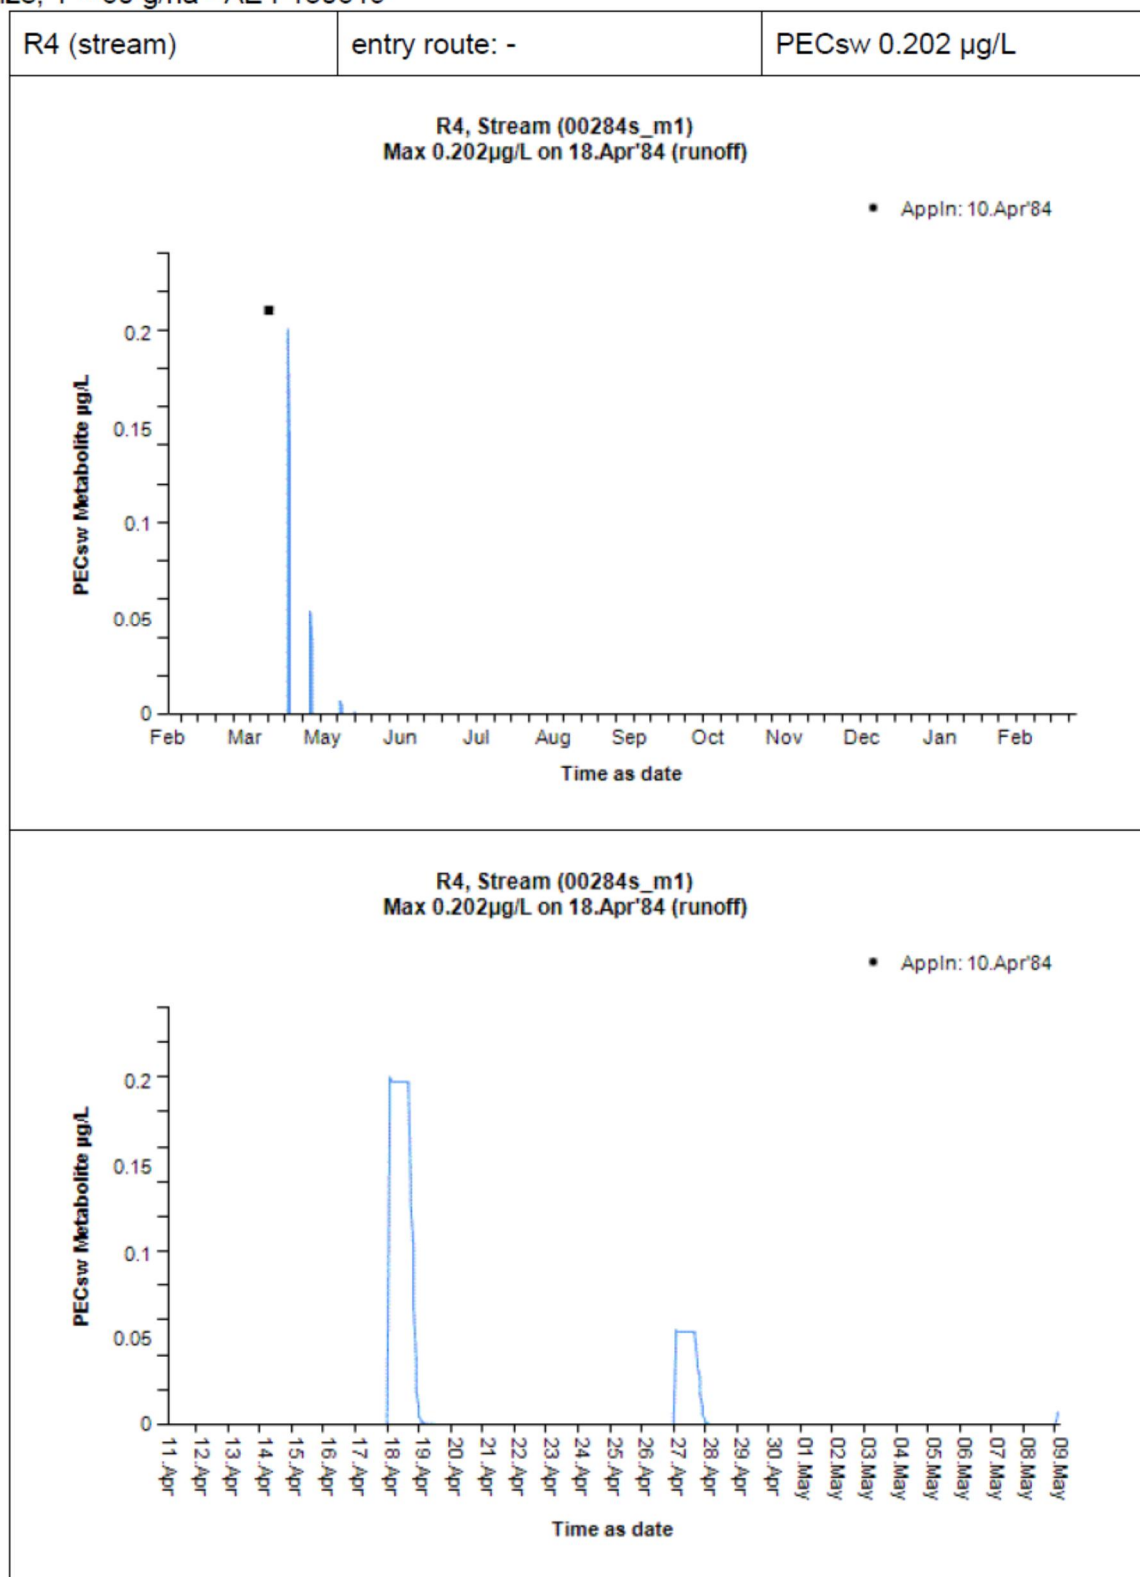 R4 (stream)
entry route: -
PECsw 0.202 µg/L
R4, Stream (00284s_m1)
Max 0.202µg/L on 18.Apr'84 (runoff)
AppIn: 10.Apr'84
PECsw Metabolite µg/L
0.2
0.15
0.1
0.05
0
Feb Mar May Jun Jul Aug Sep Oct Nov Dec Jan Feb
Time as date
R4, Stream (00284s_m1)
Max 0.202µg/L on 18.Apr'84 (runoff)
AppIn: 10.Apr'84
PECsw Metabolite µg/L
0.2
0.15
0.1
0.05
0
11.Apr 12.Apr 13.Apr 14.Apr 15.Apr 16.Apr 17.Apr 18.Apr 19.Apr 20.Apr 21.Apr 22.Apr 23.Apr 24.Apr 25.Apr 26.Apr 27.Apr 28.Apr 29.Apr 30.Apr 01.May 02.May 03.May 04.May 05.May 06.May 07.May 08.May 09.May
Time as date